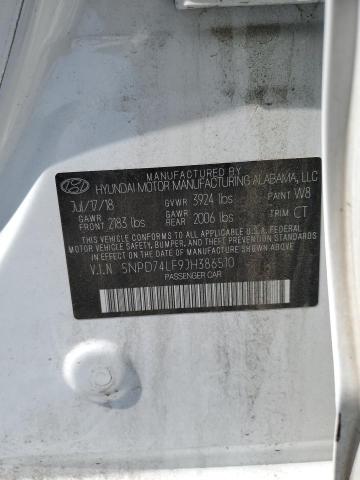 MANUFACTURED BY
HYUNDAI MOTOR MANUFACTURING ALABAMA, LLC
Jul/17/18 GVWR 3924 lbs PAINT W8
GAWR FRONT 2183 lbs GAWR REAR 2006 lbs TRIM CT
THIS VEHICLE CONFORMS TO ALL APPLICABLE U.S.A FEDERAL
MOTOR VEHICLE SAFETY, BUMPER, AND THEFT PREVENTION STANDARDS
IN EFFECT ON THE DATE OF MANUFACTURE SHOWN ABOVE.
V.I.N 5NPD74LF9JH386510
PASSENGER CAR